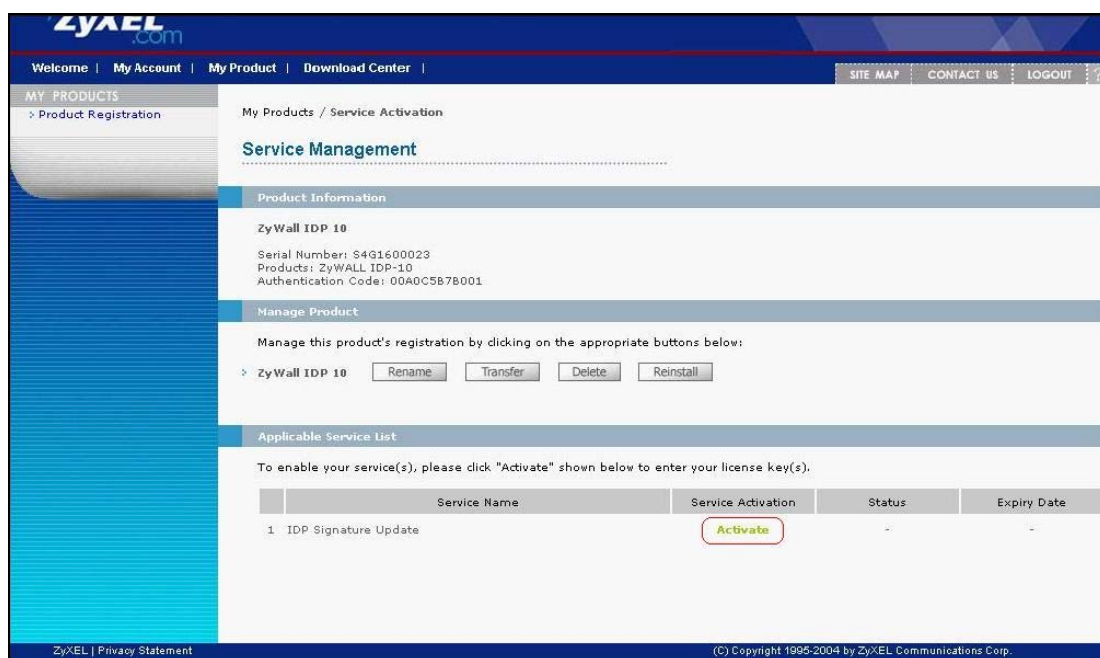 ZyXEL
.com
Welcome | My Account | My Product | Download Center |
SITE MAP CONTACT US LOGOUT ?
MY PRODUCTS
> Product Registration
My Products / Service Activation
Service Management
Product Information
ZyWall IDP 10
Serial Number: S4G1600023
Products: ZyWALL IDP-10
Authentication Code: 00A0C5B7B001
Manage Product
Manage this product's registration by clicking on the appropriate buttons below:
> ZyWall IDP 10 Rename Transfer Delete Reinstall
Applicable Service List
To enable your service(s), please click "Activate" shown below to enter your license key(s).
Service Name Service Activation Status Expiry Date
1 IDP Signature Update Activate - -
ZyXEL | Privacy Statement (C) Copyright 1995-2004 by ZyXEL Communications Corp.